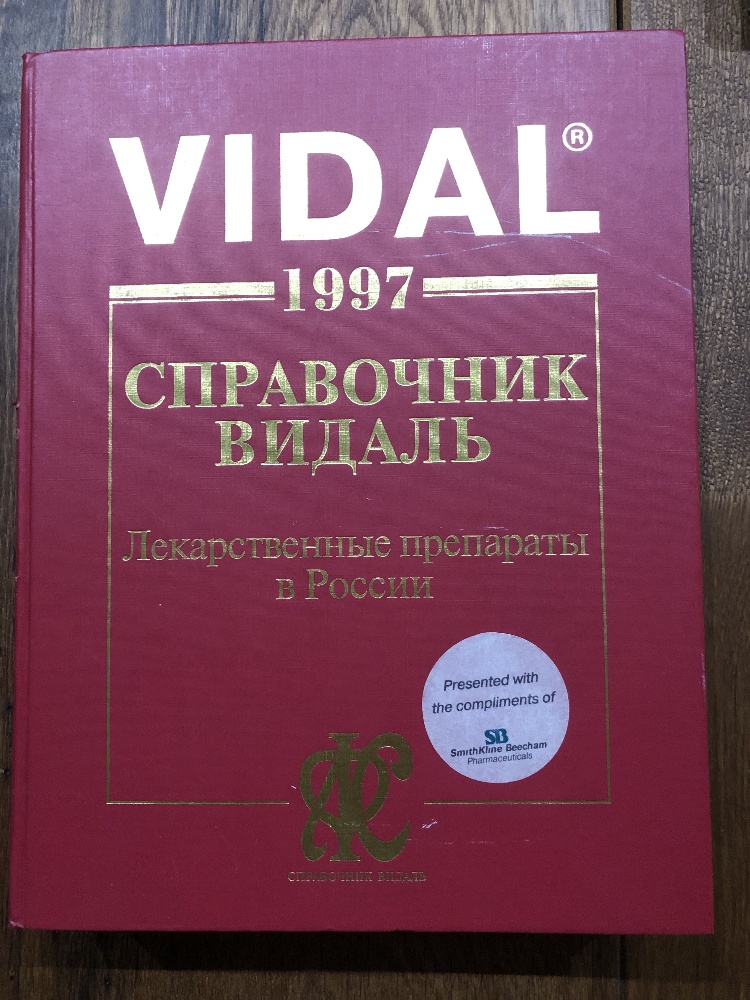 VIDAL®
1997
СПРАВОЧНИК
ВИДАЛЬ
Лекарственные препараты
в России
Presented with
the compliments of
SB
SmithKline Beecham
Pharmaceuticals
СПРАВОЧНИК ВИДАЛЬ